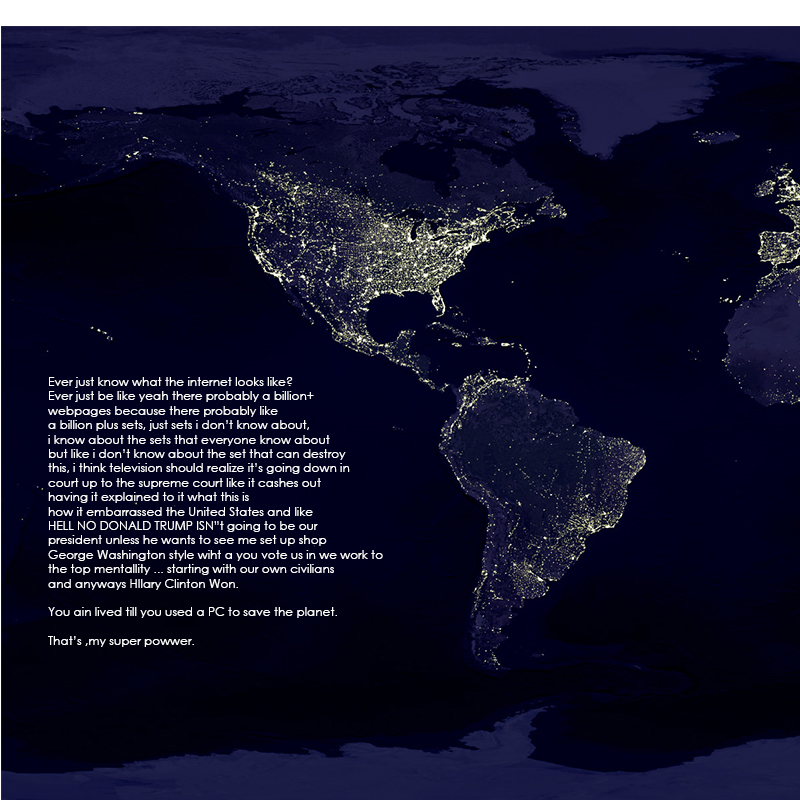 Ever just know what the internet looks like?
Ever just be like yeah there probably a billion+
webpages because there probably like
a billion plus sets, just sets i don't know about,
i know about the sets that everyone know about
but like i don't know about the set that can destroy
this, i think television should realize it's going down in
court up to the supreme court like it cashes out
having it explained to it what this is
how it embarrassed the United States and like
HELL NO DONALD TRUMP ISN"t going to be our
president unless he wants to see me set up shop
George Washington style wiht a you vote us in we work to
the top mentallity ... starting with our own civilians
and anyways HIlary Clinton Won.
You ain lived till you used a PC to save the planet.
That's ,my super powwer.